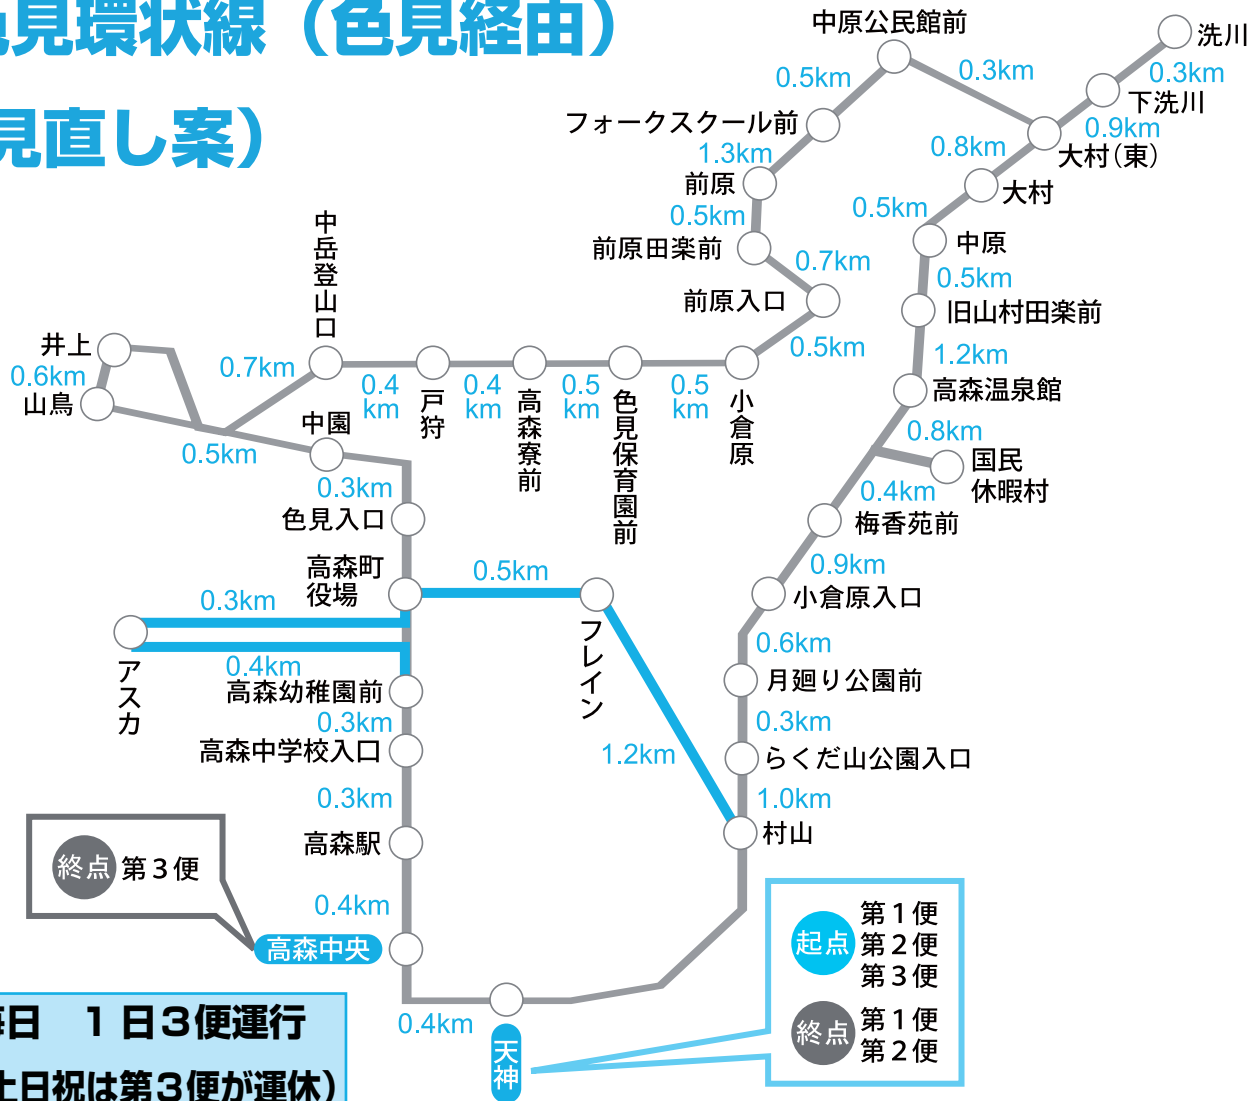 見環状線（色見経由）
見直し案）
中原公民館前
洗川
0.3km
0.5km
0.3km
下洗川
フォークスクール前
0.9km
大村（東）
1.3km
0.8km
前原
大村
0.5km
0.5km
前原田楽前
中原
0.7km
0.5km
前原入口
旧山村田楽前
0.5km
1.2km
高森温泉館
中岳登山口
井上
0.6km
山鳥
0.7km
0.4
km
0.4
km
0.5
km
0.5
km
戸狩
高森寮前
色見保育園前
小倉原
中園
0.5km
0.8km
国民
休暇村
0.3km
0.4km
色見入口
梅香苑前
高森町
役場
0.5km
0.9km
0.3km
小倉原入口
アスカ
フレイン
0.4km
0.6km
高森幼稚園前
月廻り公園前
0.3km
0.3km
高森中学校入口
1.2km
らくだ山公園入口
0.3km
1.0km
高森駅
村山
終点 第３便
0.4km
高森中央
起点
第１便
第２便
第３便
終点
第１便
第２便
0.4km
天神
日　１日３便運行
土日祝は第３便が運休）